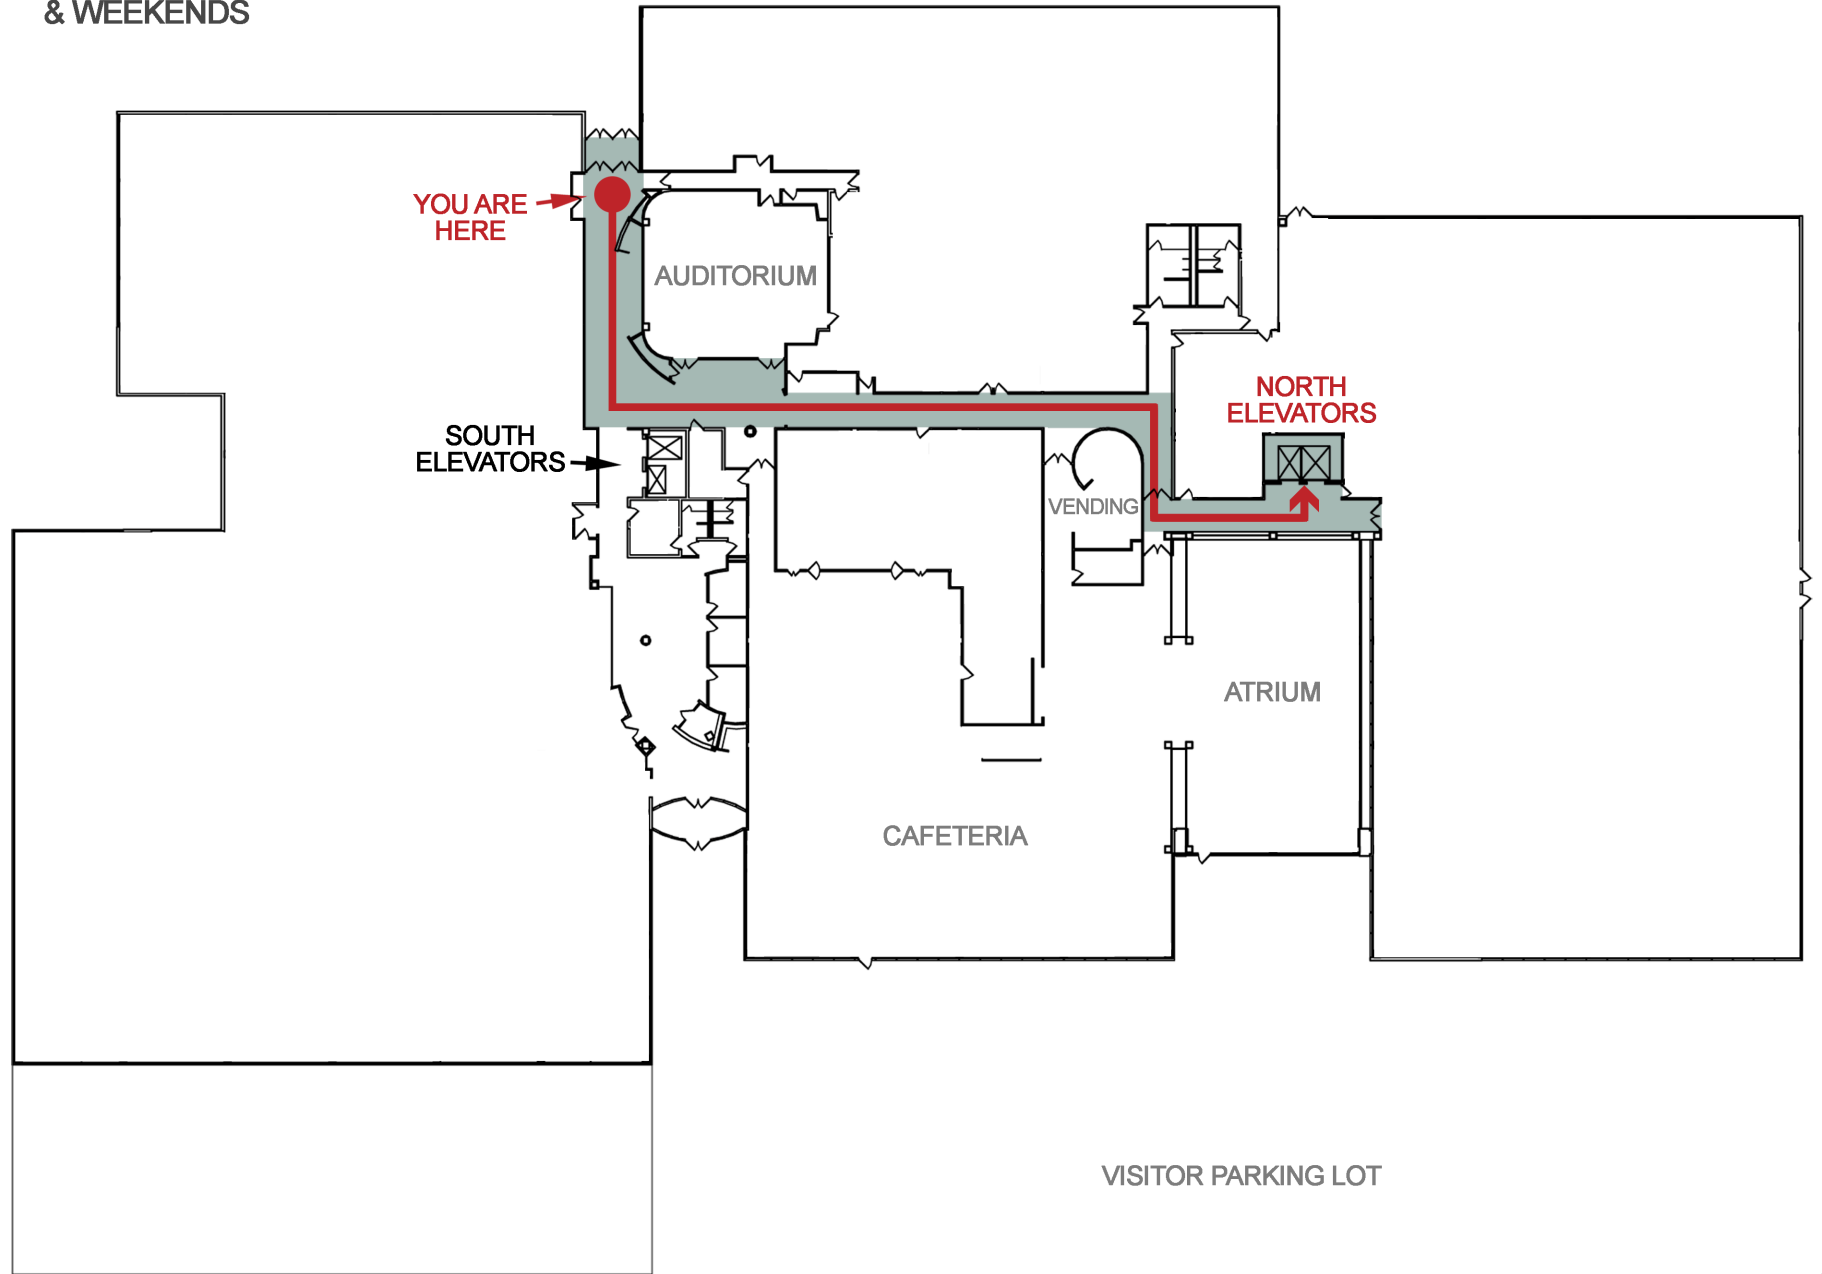 & WEEKENDS
YOU ARE
HERE
AUDITORIUM
NORTH
ELEVATORS
SOUTH
ELEVATORS
VENDING
ATRIUM
CAFETERIA
VISITOR PARKING LOT